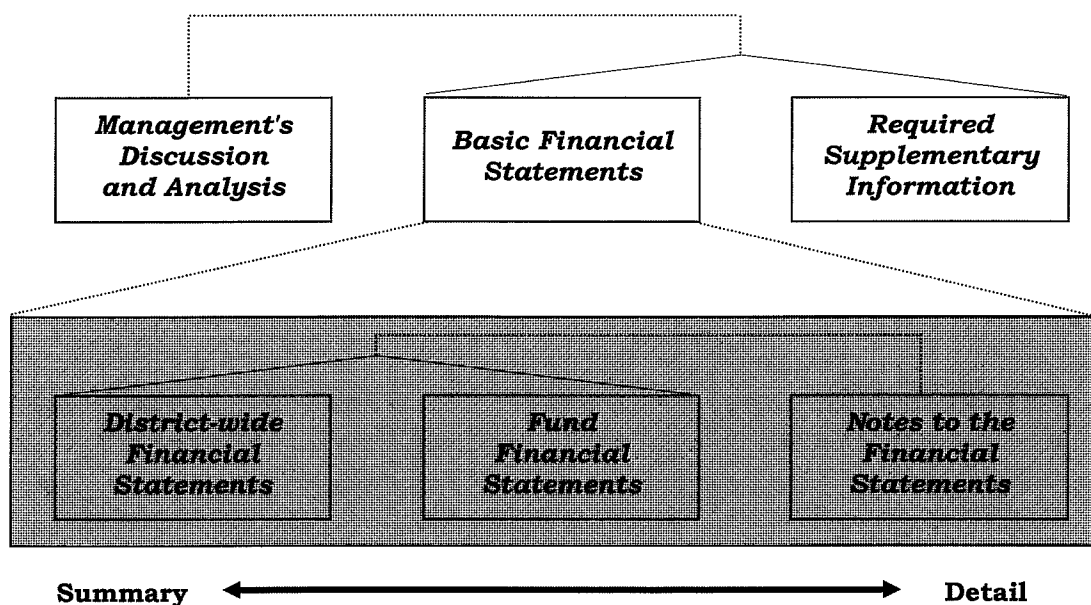 Management's
Discussion
and Analysis
Basic Financial
Statements
Required
Supplementary
Information
District-wide
Financial
Statements
Fund
Financial
Statements
Notes to the
Financial
Statements
Summary
Detail